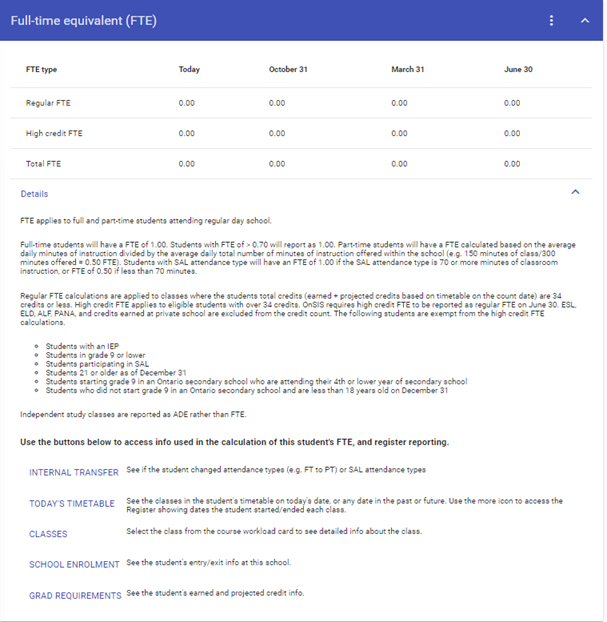 Full-time equivalent (FTE)
FTE type Today October 31 March 31 June 30
Regular FTE 0.00 0.00 0.00 0.00
High credit FTE 0.00 0.00 0.00 0.00
Total FTE 0.00 0.00 0.00 0.00
Details
FTE applies to full and part-time students attending regular day school.
Full-time students will have a FTE of 1.00. Students with FTE of > 0.70 will report as 1.00. Part-time students will have a FTE calculated based on the average
daily minutes of instruction divided by the average daily total number of minutes of instruction offered within the school (e.g. 150 minutes of class/300
minutes offered = 0.50 FTE). Students with SAL attendance type will have an FTE of 1.00 if the SAL attendance type is 70 or more minutes of classroom
instruction, or FTE of 0.50 if less than 70 minutes.
Regular FTE calculations are applied to classes where the students total credits (earned + projected credits based on timetable on the count date) are 34
credits or less. High credit FTE applies to eligible students with over 34 credits. OnSIS requires high credit FTE to be reported as regular FTE on June 30. ESL,
ELD, ALF, PANA, and credits earned at private school are excluded from the credit count. The following students are exempt from the high credit FTE
calculations.
Students with an IEP
Students in grade 9 or lower
Students participating in SAL
Students 21 or older as of December 31
Students starting grade 9 in an Ontario secondary school who are attending their 4th or lower year of secondary school
Students who did not start grade 9 in an Ontario secondary school and are less than 18 years old on December 31
Independent study classes are reported as ADE rather than FTE.
Use the buttons below to access info used in the calculation of this student's FTE, and register reporting.
INTERNAL TRANSFER See if the student changed attendance types (e.g. FT to PT) or SAL attendance types
TODAY'S TIMETABLE See the classes in the student's timetable on today's date, or any date in the past or future. Use the more icon to access the
Register showing dates the student started/ended each class.
CLASSES Select the class from the course workload card to see detailed info about the class.
SCHOOL ENROLMENT See the student's entry/exit info at this school.
GRAD REQUIREMENTS See the student's earned and projected credit info.